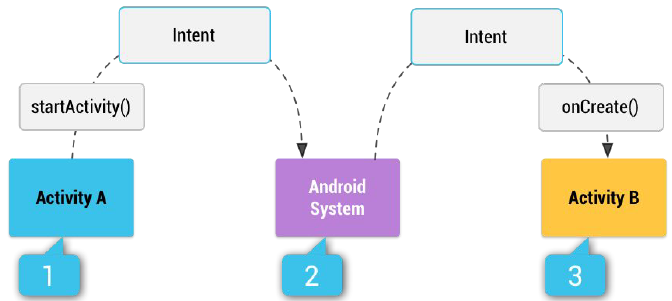 Intent
Intent
startActivity()
onCreate()
Activity A
Android
System
Activity B
1
2
3